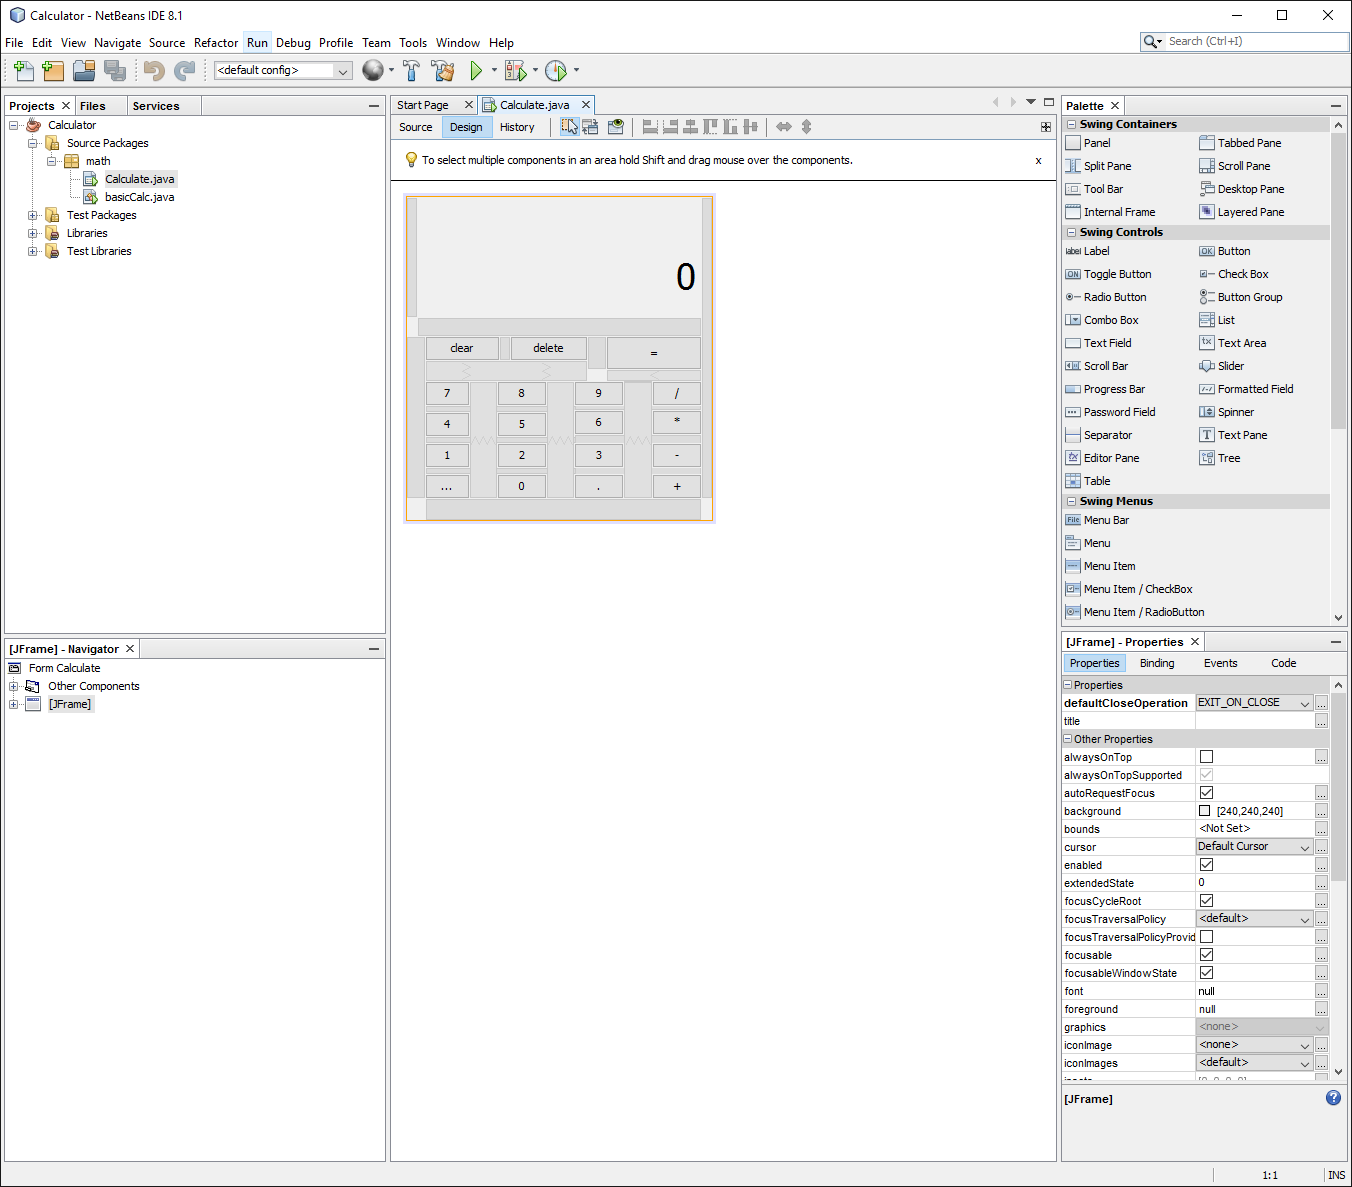 Calculator - NetBeans IDE 8.1
File Edit View Navigate Source Refactor Run Debug Profile Team Tools Window Help
Search (Ctrl+I)
<default config>
Projects Files Services
Calculator
Source Packages
math
Calculate.java
basicCalc.java
Test Packages
Libraries
Test Libraries
[JFrame] - Navigator
Form Calculate
Other Components
[JFrame]
Start Page Calculate.java
Source Design History
To select multiple components in an area hold Shift and drag mouse over the components. x
0
clear delete =
7 8 9 /
4 5 6 *
1 2 3 -
... 0 . +
Palette
Swing Containers
Panel Tabbed Pane
Split Pane Scroll Pane
Tool Bar Desktop Pane
Internal Frame Layered Pane
Swing Controls
label Label OK Button
ON Toggle Button Check Box
Radio Button Button Group
Combo Box List
Text Field tx Text Area
Scroll Bar Slider
Progress Bar Formatted Field
Password Field Spinner
Separator T Text Pane
Editor Pane Tree
Table
Swing Menus
File Menu Bar
Menu
Menu Item
Menu Item / CheckBox
Menu Item / RadioButton
[JFrame] - Properties
Properties Binding Events Code
Properties
defaultCloseOperation EXIT_ON_CLOSE ...
title ...
Other Properties
alwaysOnTop ...
alwaysOnTopSupported
autoRequestFocus ...
background [240,240,240] ...
bounds <Not Set> ...
cursor Default Cursor ...
enabled ...
extendedState 0 ...
focusCycleRoot ...
focusTraversalPolicy <default> ...
focusTraversalPolicyProvid ...
focusable ...
focusableWindowState ...
font null ...
foreground null ...
graphics <none>
iconImage <none> ...
iconImages <default> ...
[JFrame]
1:1 INS